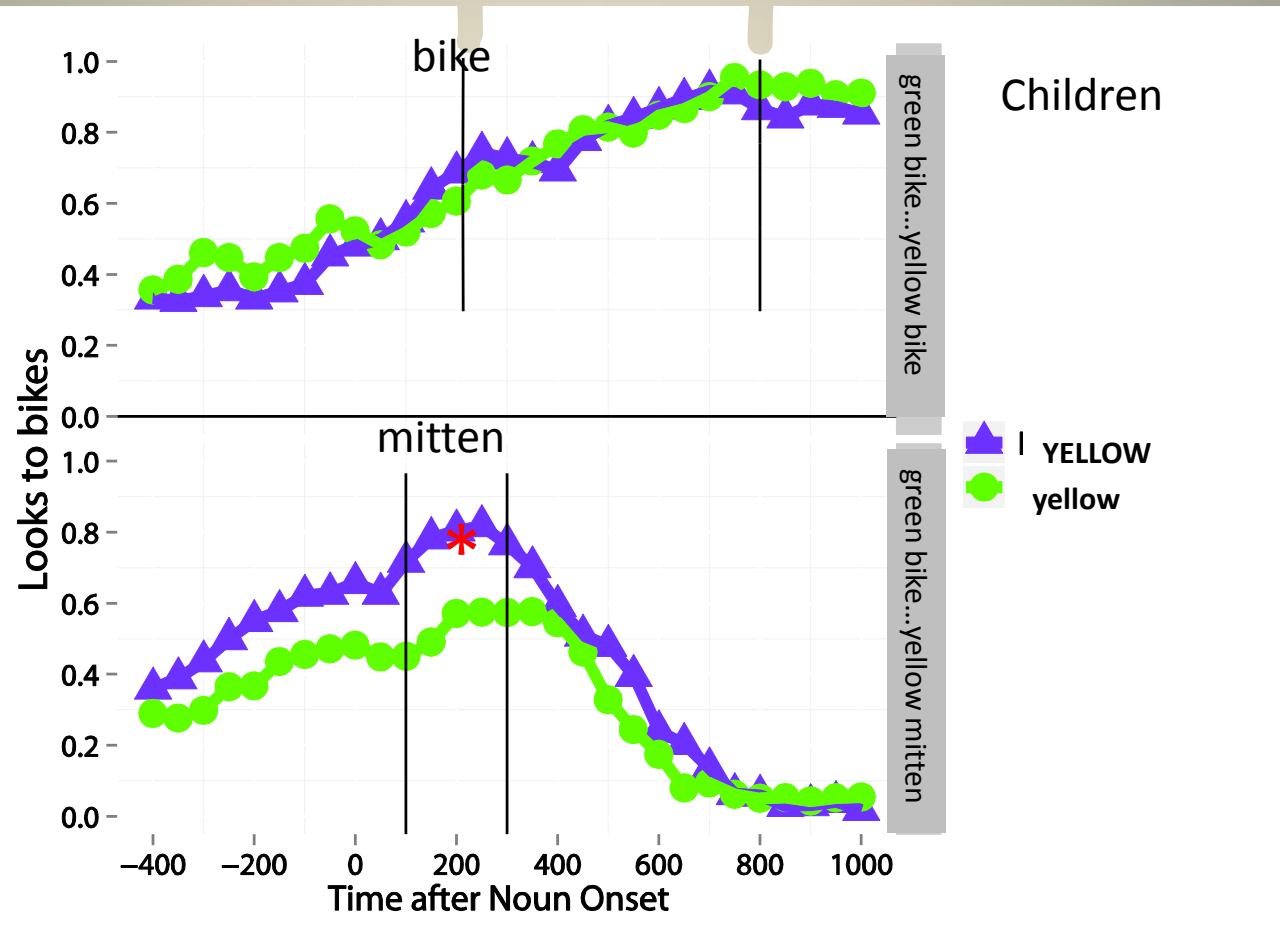 bike
Children
1.0
0.8
0.6
0.4
0.2
0.0
green bike...yellow bike
Looks to bikes
mitten
1.0
0.8
0.6
0.4
0.2
0.0
green bike...yellow mitten
*
l YELLOW
yellow
−400 −200 0 200 400 600 800 1000
Time after Noun Onset